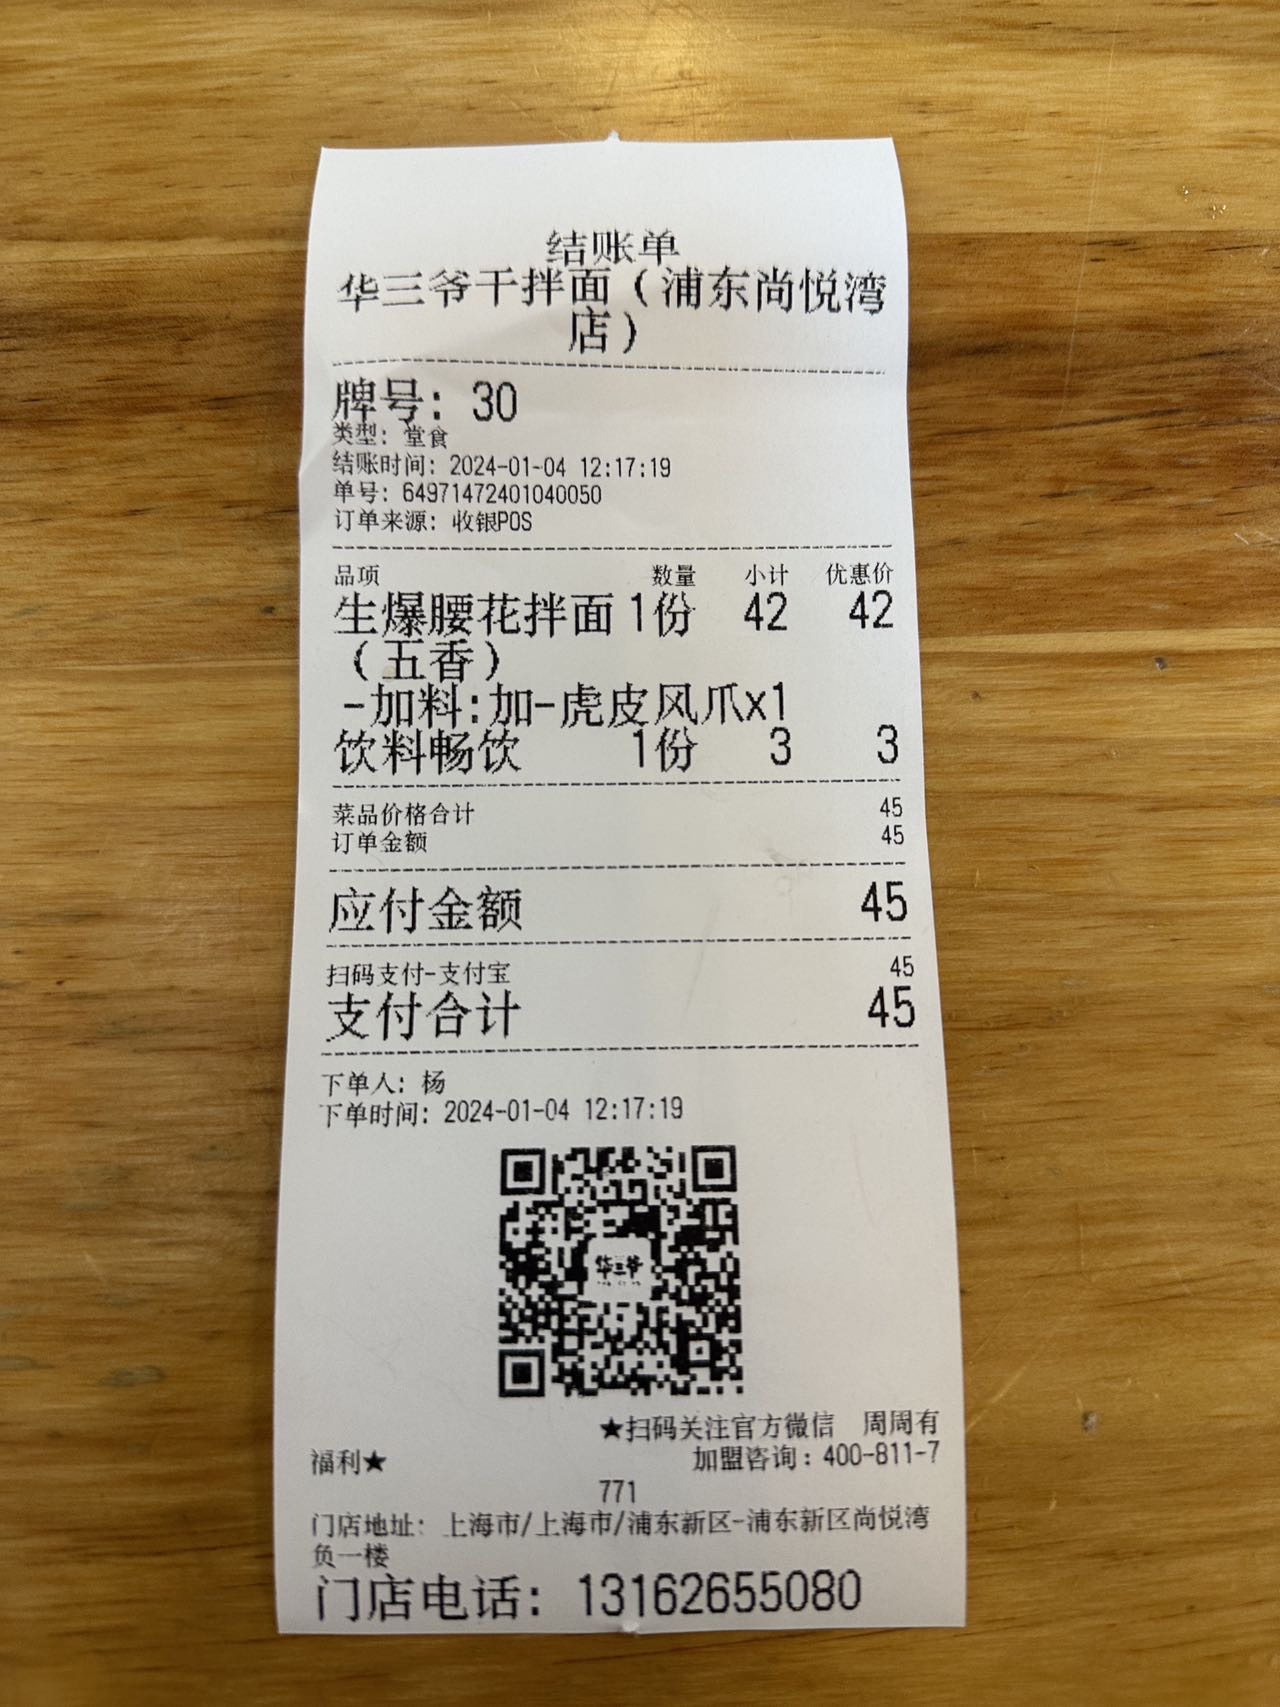 结账单
华三爷干拌面（浦东尚悦湾
店）
牌号：30
类型：堂食
结账时间：2024-01-04 12:17:19
单号：64971472401040050
订单来源：收银POS
品项 数量 小计 优惠价
生爆腰花拌面 1份 42 42
（五香）
-加料:加-虎皮风爪x1
饮料畅饮 1份 3 3
菜品价格合计 45
订单金额 45
应付金额 45
扫码支付-支付宝 45
支付合计 45
下单人：杨
下单时间：2024-01-04 12:17:19
华三爷
★扫码关注官方微信 周周有
福利★ 加盟咨询：400-811-7
771
门店地址：上海市/上海市/浦东新区-浦东新区尚悦湾
负一楼
门店电话：13162655080